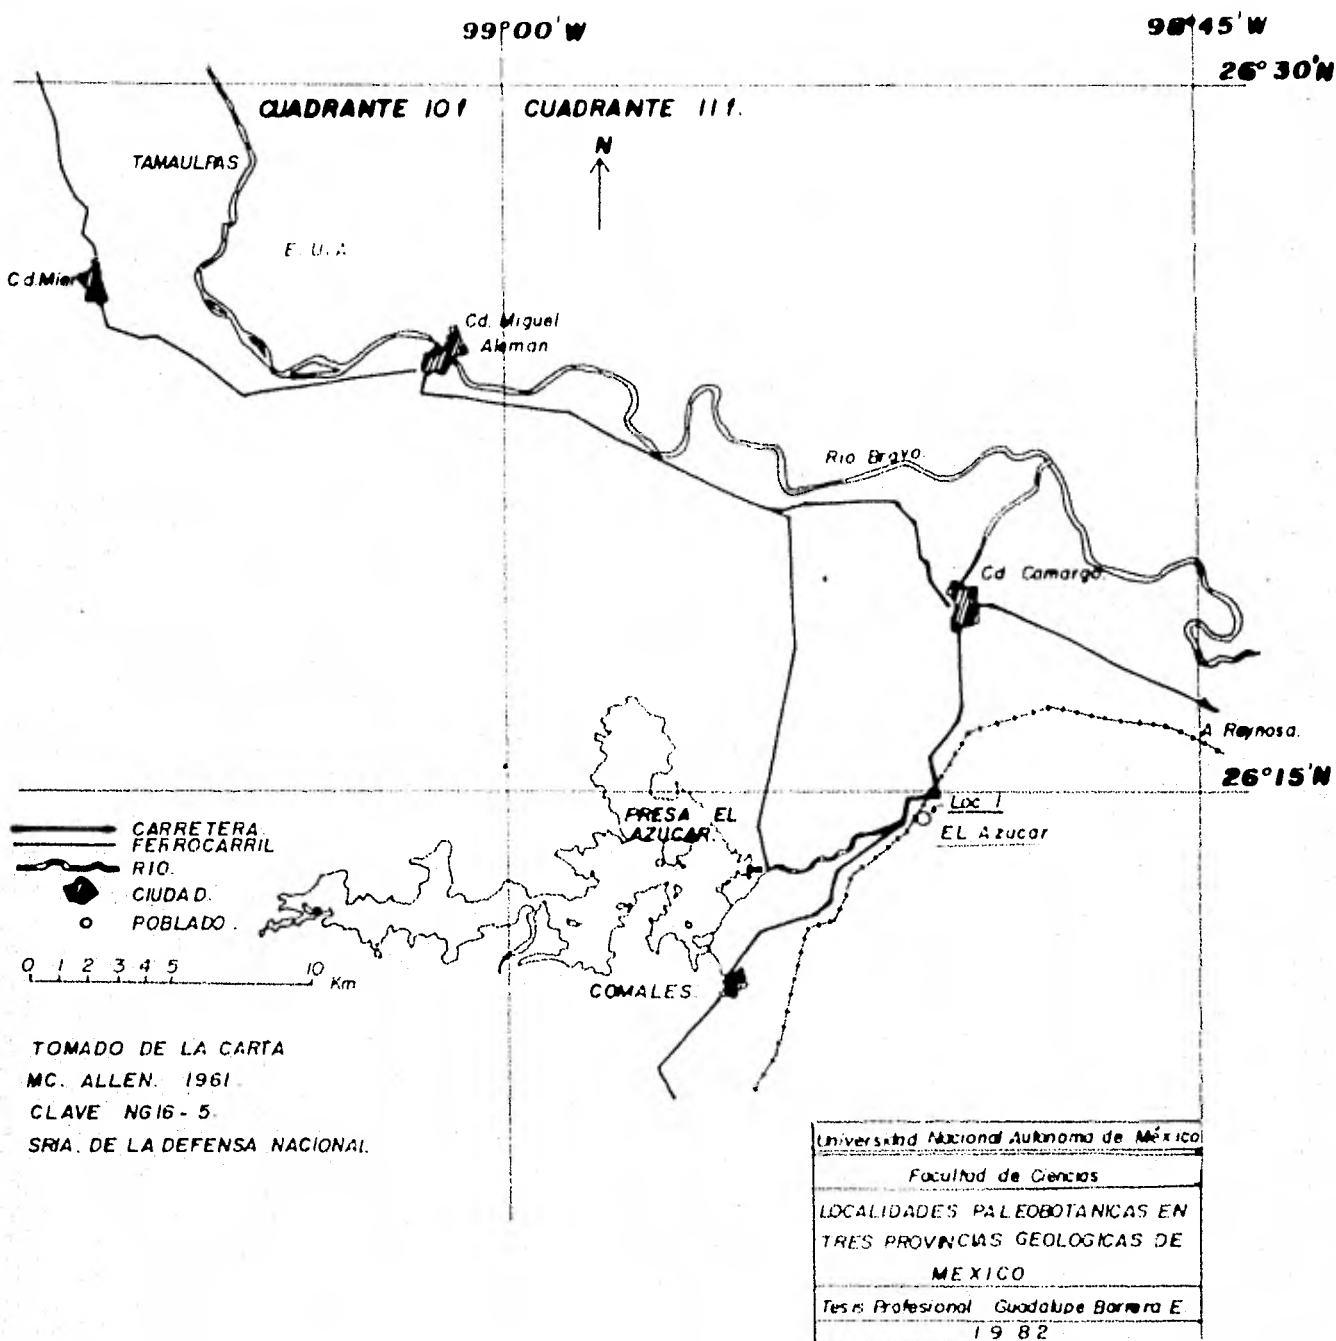 99°00'W
98°45'W
26°30'N
CUADRANTE 10f
CUADRANTE 11f.
N
TAMAULPAS
E.U.A
Cd.Mier
Cd. Miguel
Aleman
Rio Bravo.
Cd Camargo.
A Reynosa.
26°15'N
Loc 1
EL Azucar
PRESA EL
AZUCAR
CARRETERA.
FERROCARRIL
RIO.
CIUDAD.
POBLADO.
0 1 2 3 4 5 10 Km
COMALES.
TOMADO DE LA CARTA
MC. ALLEN. 1961.
CLAVE NG16-5.
SRIA. DE LA DEFENSA NACIONAL.
Universidad Nacional Autonoma de México
Facultad de Ciencias
LOCALIDADES PALEOBOTANICAS EN
TRES PROVINCIAS GEOLOGICAS DE
MEXICO
Tesis Profesional Guadalupe Barrera E.
1982